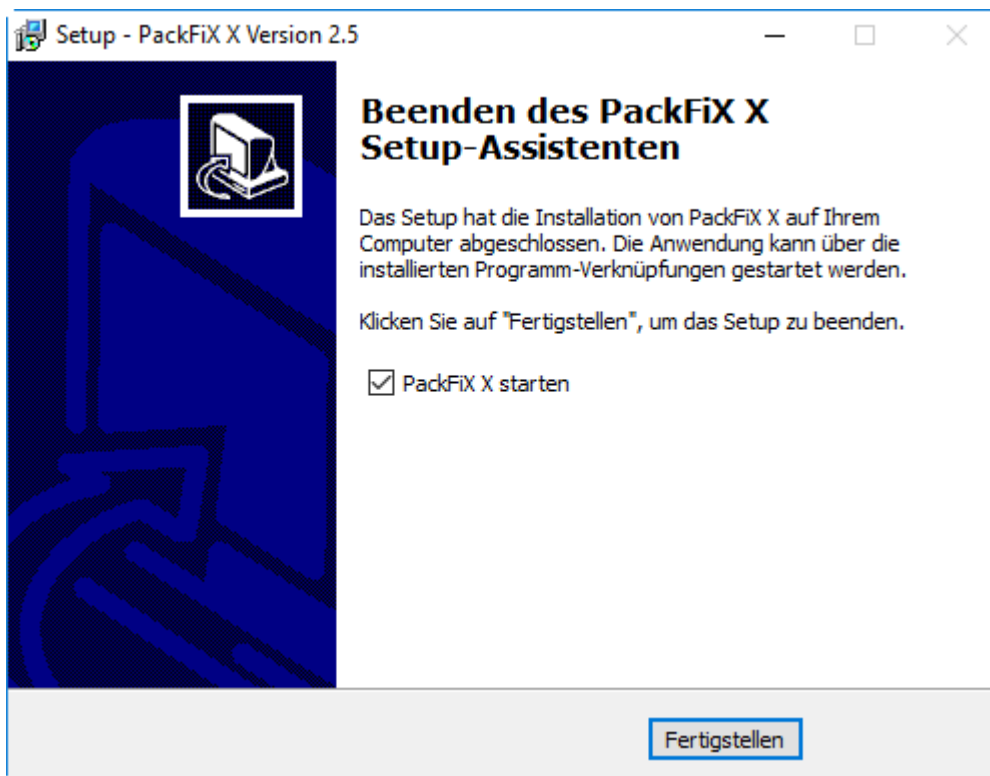 Setup - PackFiX X Version 2.5
Beenden des PackFiX X
Setup-Assistenten
Das Setup hat die Installation von PackFiX X auf Ihrem
Computer abgeschlossen. Die Anwendung kann über die
installierten Programm-Verknüpfungen gestartet werden.
Klicken Sie auf "Fertigstellen", um das Setup zu beenden.
PackFiX X starten
Fertigstellen